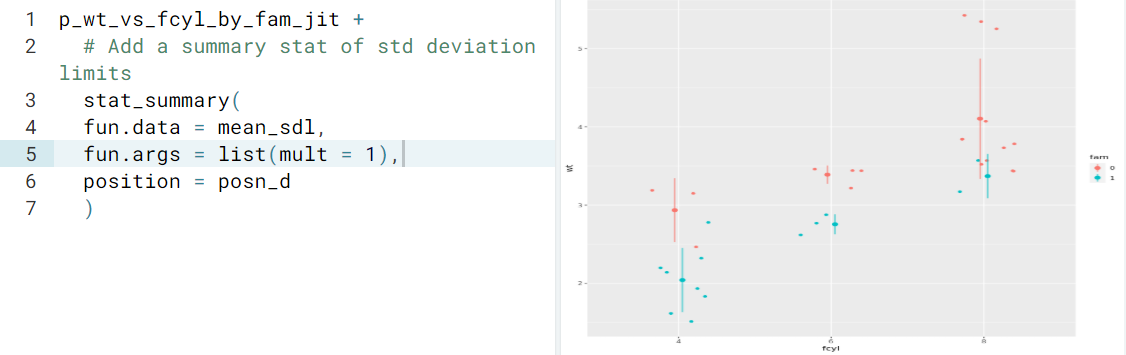 1 p_wt_vs_fcyl_by_fam_jit +
2 # Add a summary stat of std deviation
limits
3 stat_summary(
4 fun.data = mean_sdl,
5 fun.args = list(mult = 1),
6 position = posn_d
7 )
5
4
3
2
wt
4 6 8
fcyl
fam
0
1